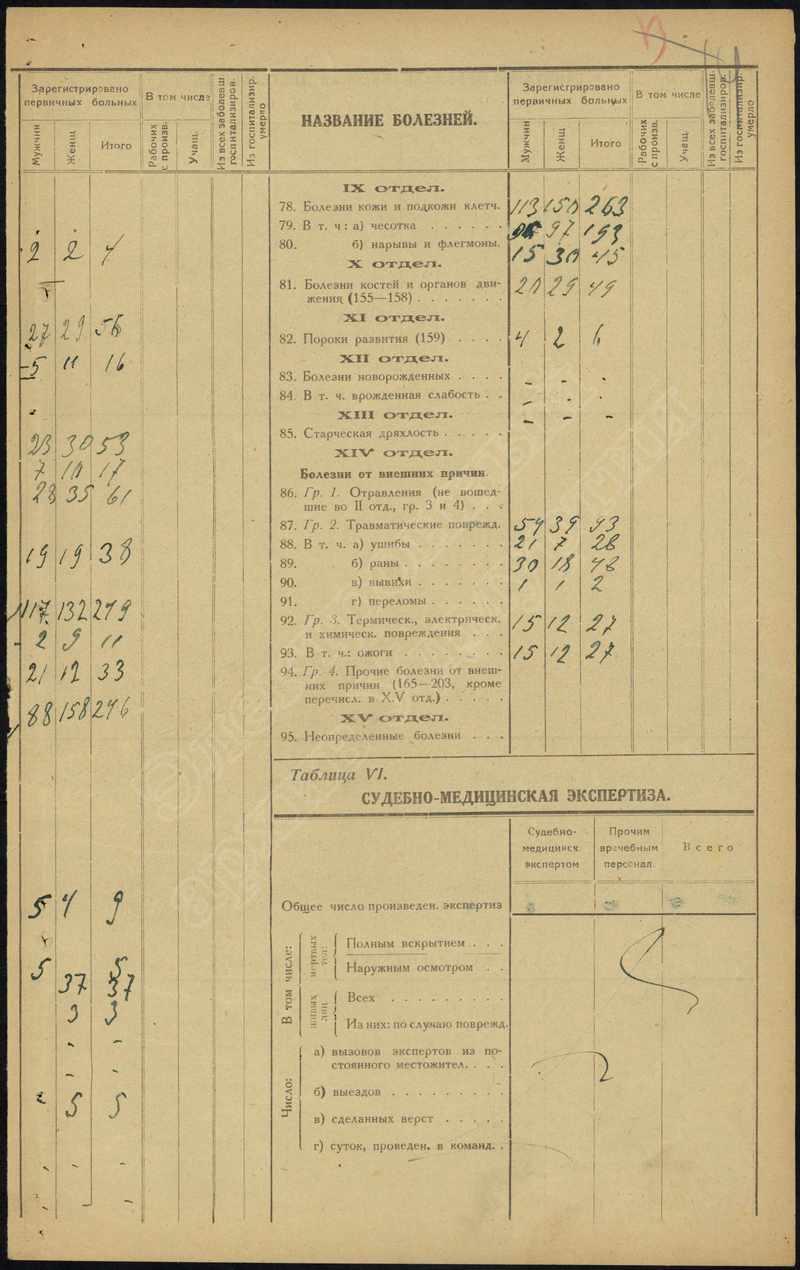 Зарегистрировано первичных больных
В том числе
Мужчин
Женщ
Итого
Рабочих с произв.
Учащ.
Из всех заболевш. госпитализиров.
Из госпитализир. умерло
2 2 4
27 29 56
5 11 16
23 30 53
7 10 17
28 35 61
19 19 38
132 279
2 9 11
21 12 33
88 158 246
5 4 9
5 5
37 37
3 3
- -
- -
5 5
НАЗВАНИЕ БОЛЕЗНЕЙ.
Зарегистрировано первичных больных
В том числе
Мужчин
Женщ
Итого
Рабочих с произв.
Учащ.
Из всех заболевш. госпитализиров.
Из госпитализир. умерло
IX отдел.
78. Болезни кожи и подкожн клетч. 113 150 263
79. В т. ч: а) чесотка . . . . . . 97 193
80. б) нарывы и флегмоны. 15 30 45
X отдел.
81. Болезни костей и органов дви-
жения (155—158) . . . . . . . 20 29 49
XI отдел.
82. Пороки развития (159) . . . . 4 2 6
XII отдел.
83. Болезни новорожденных . . . . - -
84. В т. ч. врожденная слабость . . - -
XIII отдел.
85. Старческая дряхлость . . . . . - - -
XIV отдел.
Болезни от внешних причин.
86. Гр. 1. Отравления (не вошед-
шие во II отд., гр. 3 и 4) . . .
87. Гр. 2. Травматические поврежд. 54 39 93
88. В т. ч. а) ушибы . . . . . . . 21 7 28
89. б) раны . . . . . . . . 30 18 48
90. в) вывихи . . . . . . . 1 1 2
91. г) переломы . . . . . .
92. Гр. 3. Термическ., электрическ.
и химическ. повреждения . . . 15 12 27
93. В т. ч.: ожоги . . . . . . . . 15 12 27
94. Гр. 4. Прочие болезни от внеш-
них причин (165—203, кроме
перечисл. в X.V отд.) . . . . .
XV отдел.
95. Неопределенные болезни . . .
Таблица VI.
СУДЕБНО-МЕДИЦИНСКАЯ ЭКСПЕРТИЗА.
Судебно-медицинск. экспертом
Прочим врачебным персонал.
Всего
Общее число произведен. экспертиз
В том числе:
мертвых тел:
Полным вскрытием . . .
Наружным осмотром . .
живых лиц
Всех . . . . . . . . .
Из них: по случаю поврежд.
Число:
а) вызовов экспертов из по-
стоянного местожител. . . .
б) выездов . . . . . . . . .
в) сделанных верст . . . . .
г) суток, проведен. в команд. .